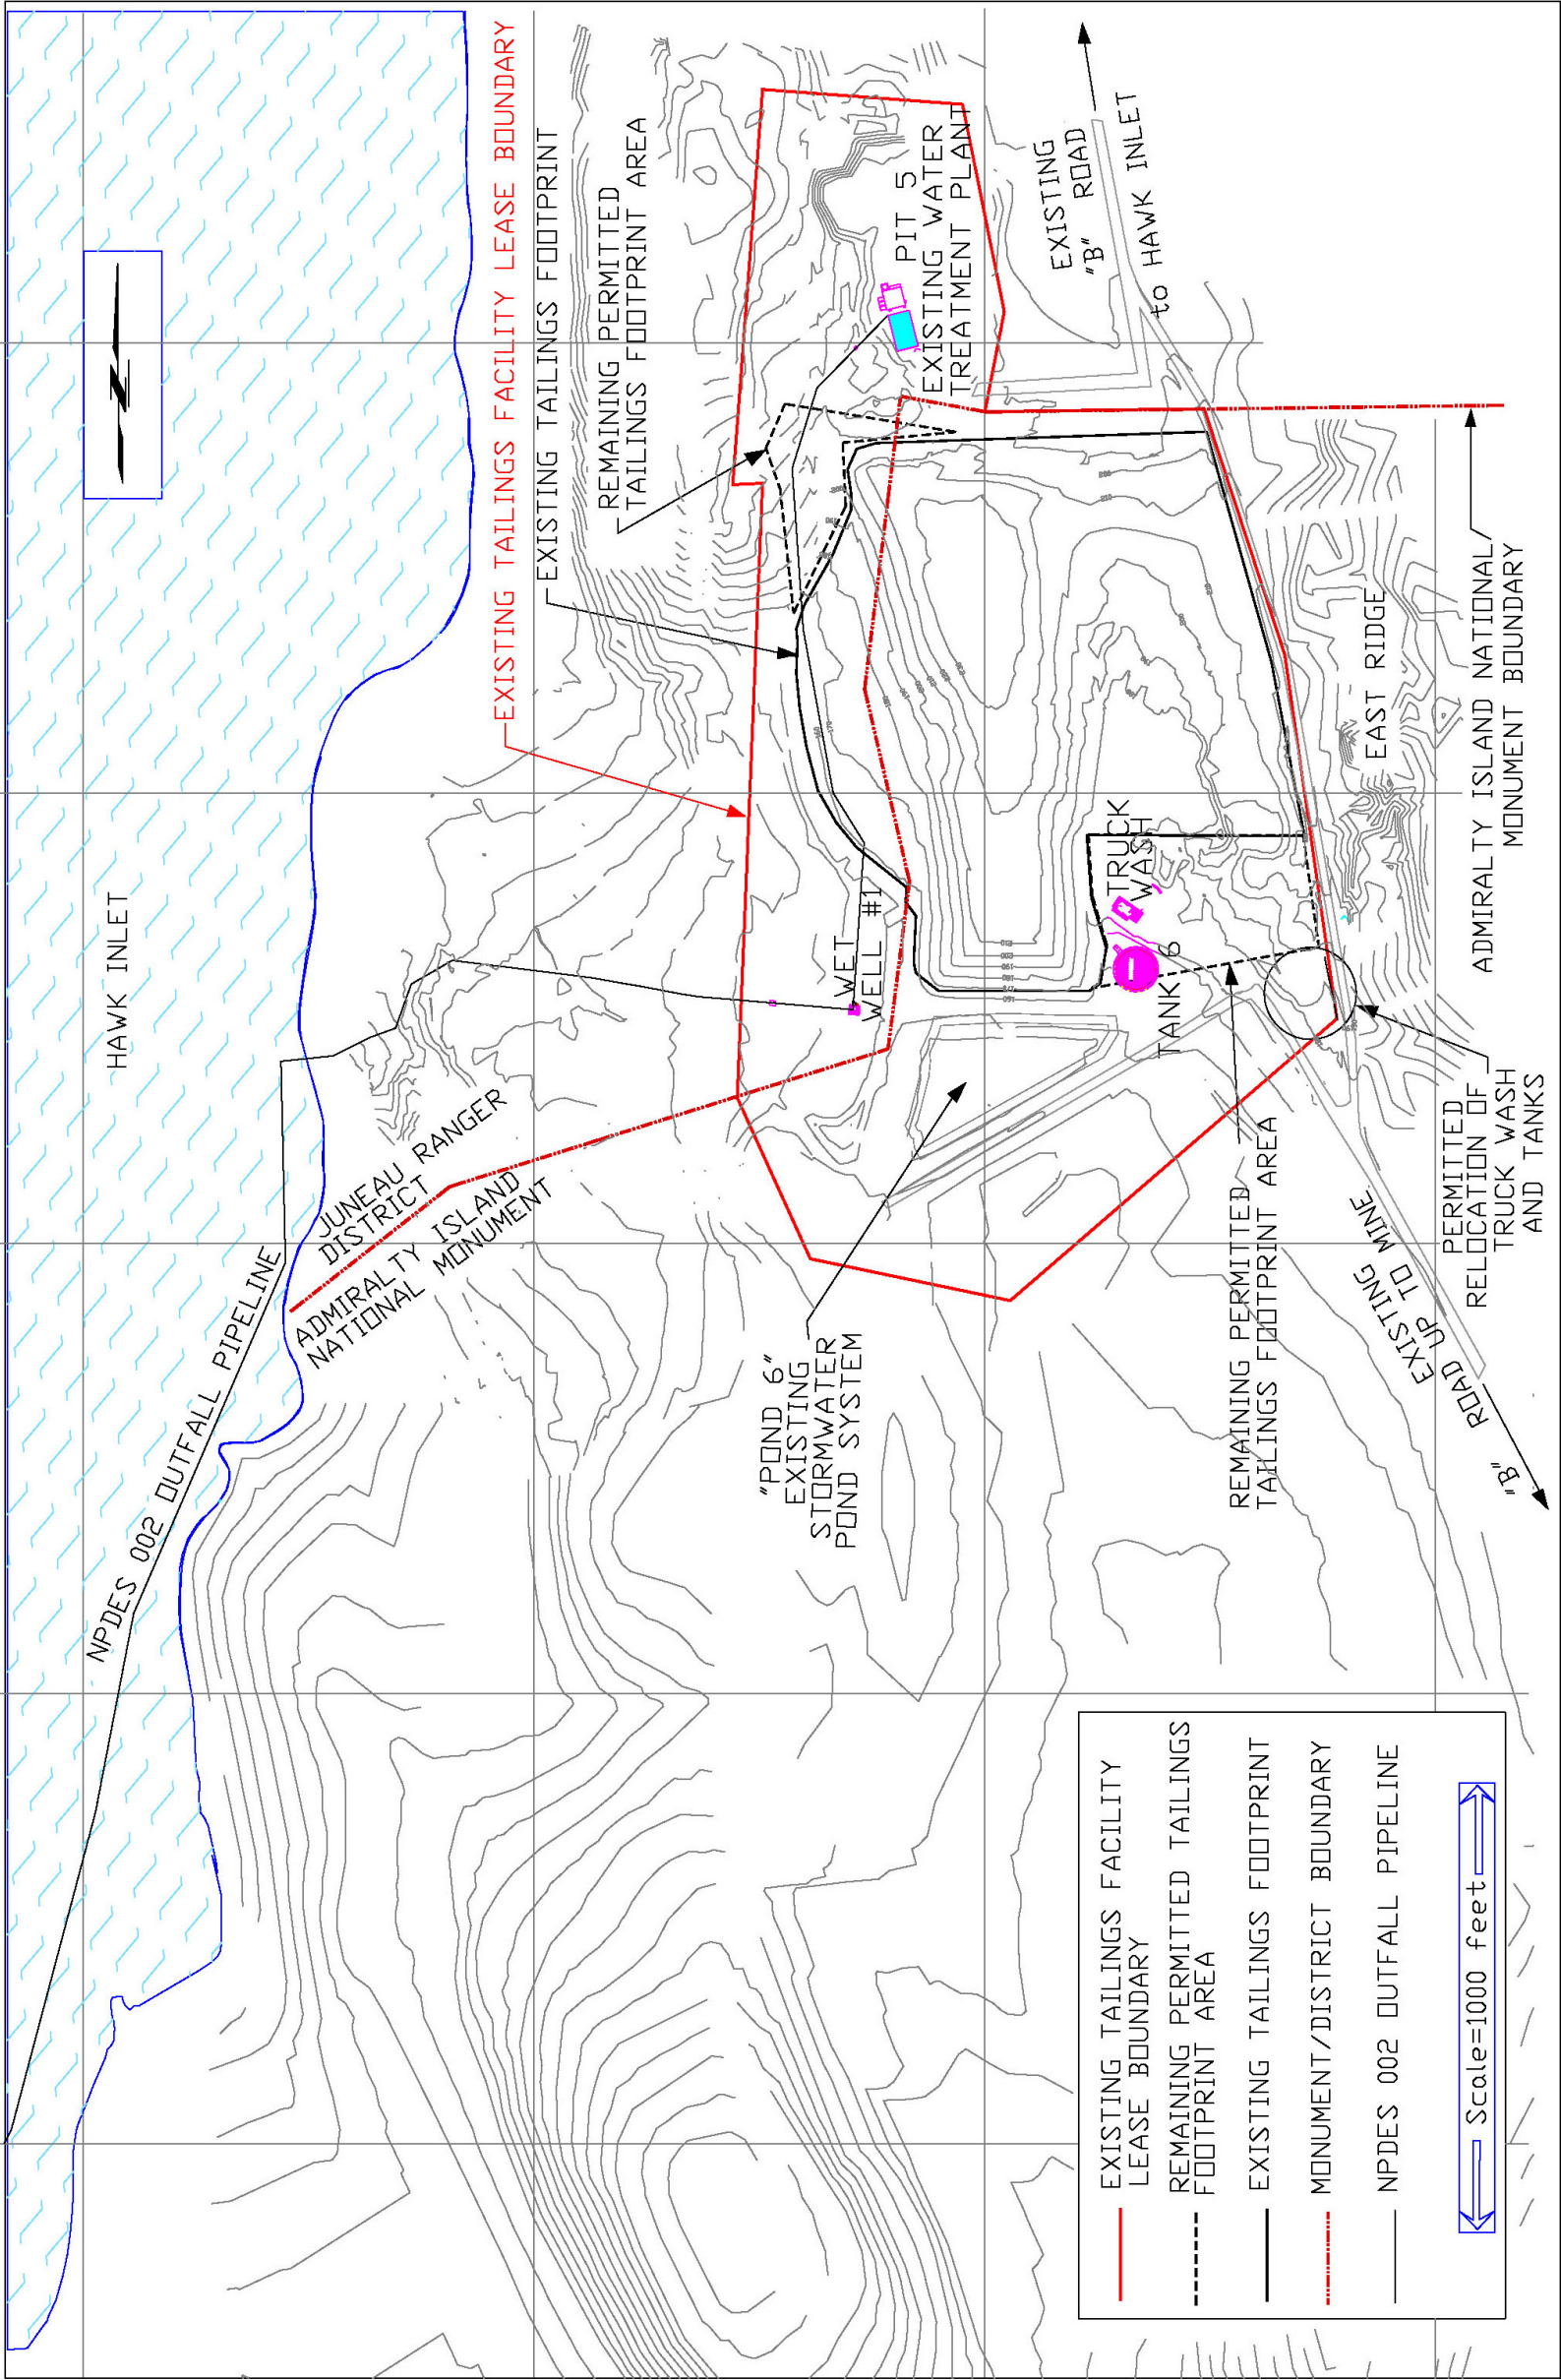 HAWK INLET
NPDES 002 OUTFALL PIPELINE
JUNEAU RANGER
DISTRICT
ADMIRALTY ISLAND
NATIONAL MONUMENT
EXISTING TAILINGS FACILITY LEASE BOUNDARY
EXISTING TAILINGS FOOTPRINT
REMAINING PERMITTED
TAILINGS FOOTPRINT AREA
PIT 5
EXISTING WATER
TREATMENT PLANT
EXISTING
"B" ROAD
to HAWK INLET
WET
WELL #1
TRUCK
WASH
TANK 6
EAST RIDGE
ADMIRALTY ISLAND NATIONAL
MONUMENT BOUNDARY
"POND 6"
EXISTING
STORMWATER
POND SYSTEM
REMAINING PERMITTED
TAILINGS FOOTPRINT AREA
PERMITTED
RELOCATION OF
TRUCK WASH
AND TANKS
EXISTING "B"
ROAD UP TO MINE
EXISTING TAILINGS FACILITY
LEASE BOUNDARY
REMAINING PERMITTED TAILINGS
FOOTPRINT AREA
EXISTING TAILINGS FOOTPRINT
MONUMENT/DISTRICT BOUNDARY
NPDES 002 OUTFALL PIPELINE
Scale=1000 feet
N